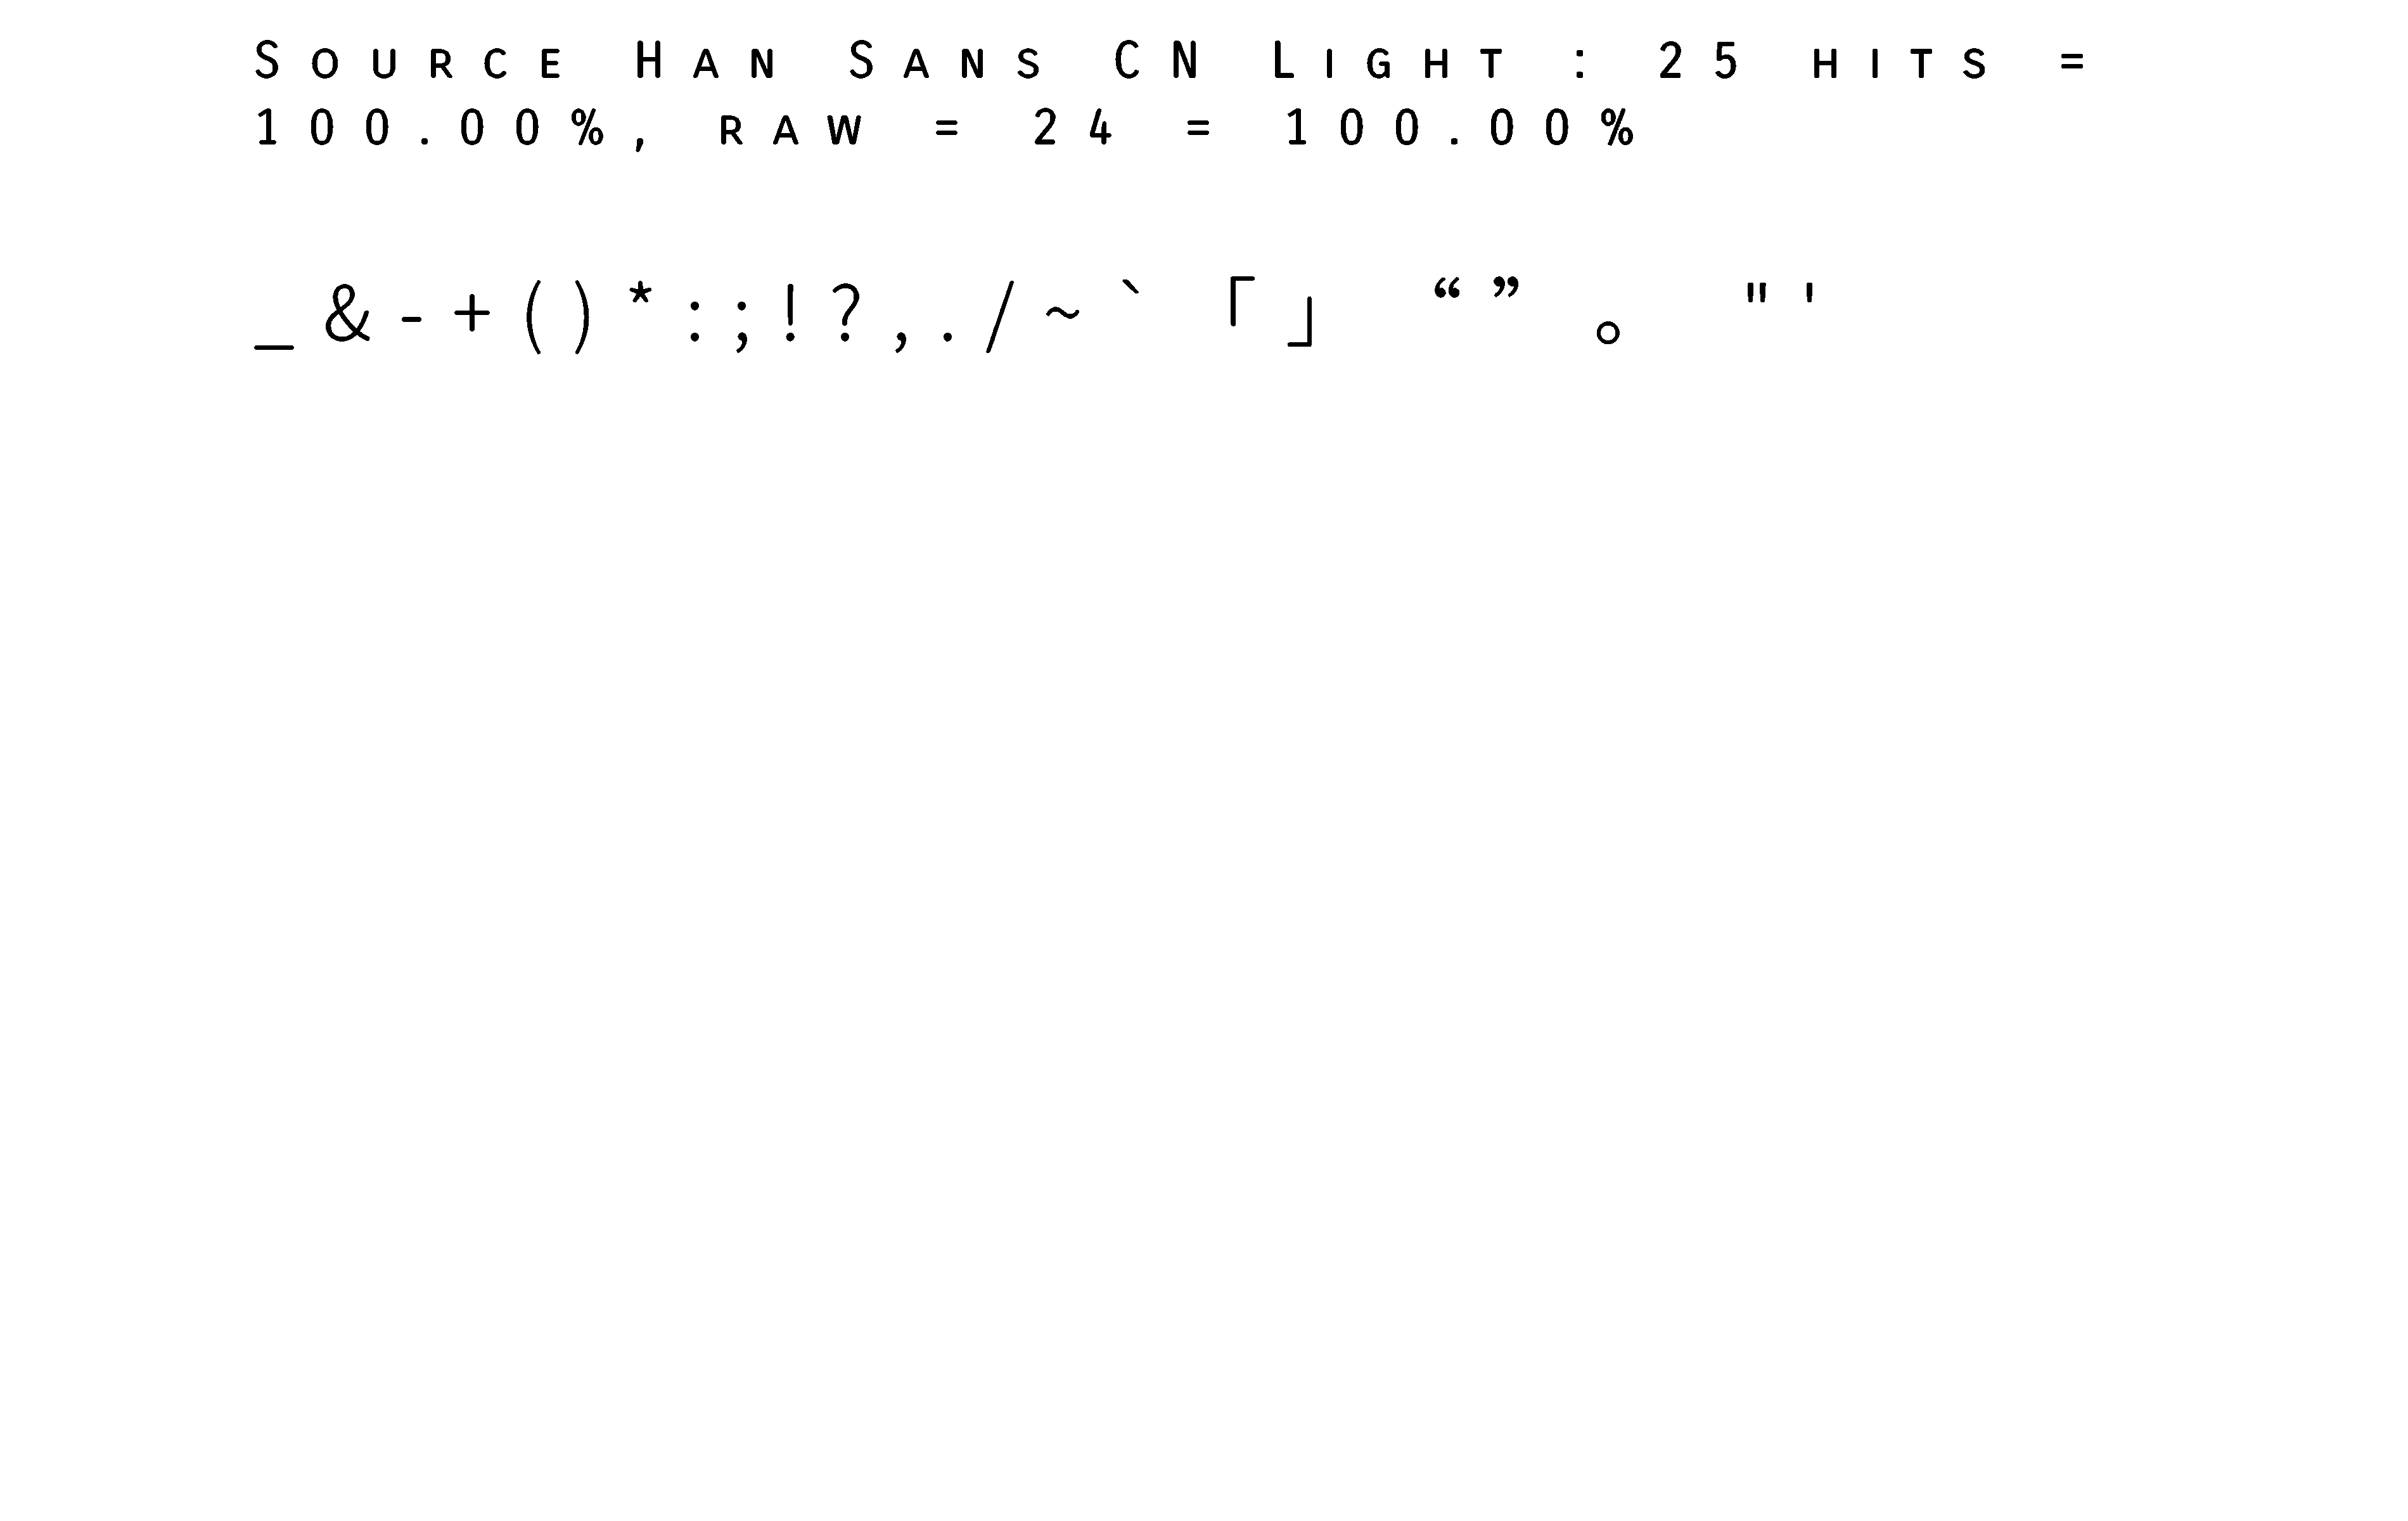 Source Han Sans CN Light : 25 hits =
100.00%, raw = 24 = 100.00%
_&-+()*:;!?,./~`「」 “” 。 "'